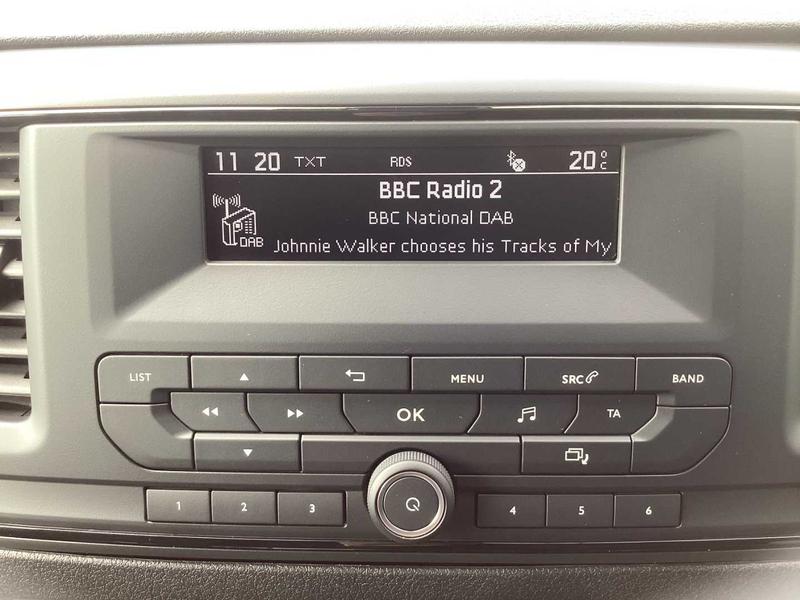 11 20 TXT RDS 20°C
BBC Radio 2
BBC National DAB
DAB Johnnie Walker chooses his Tracks of My
LIST MENU SRC BAND
OK TA
1 2 3 4 5 6